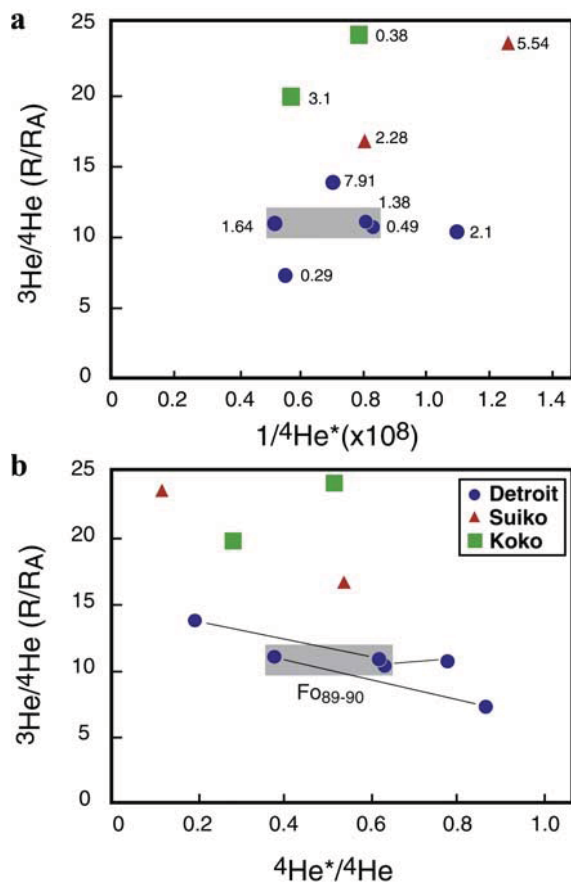 a
25
20
15
10
5
0
³He/⁴He (R/RA)
0.38
5.54
3.1
2.28
7.91
1.38
1.64
0.49
2.1
0.29
0 0.2 0.4 0.6 0.8 1.0 1.2 1.4
1/⁴He*(x10⁸)
b
25
20
15
10
5
0
³He/⁴He (R/RA)
Detroit
Suiko
Koko
Fo89-90
0 0.2 0.4 0.6 0.8 1.0
⁴He*/⁴He